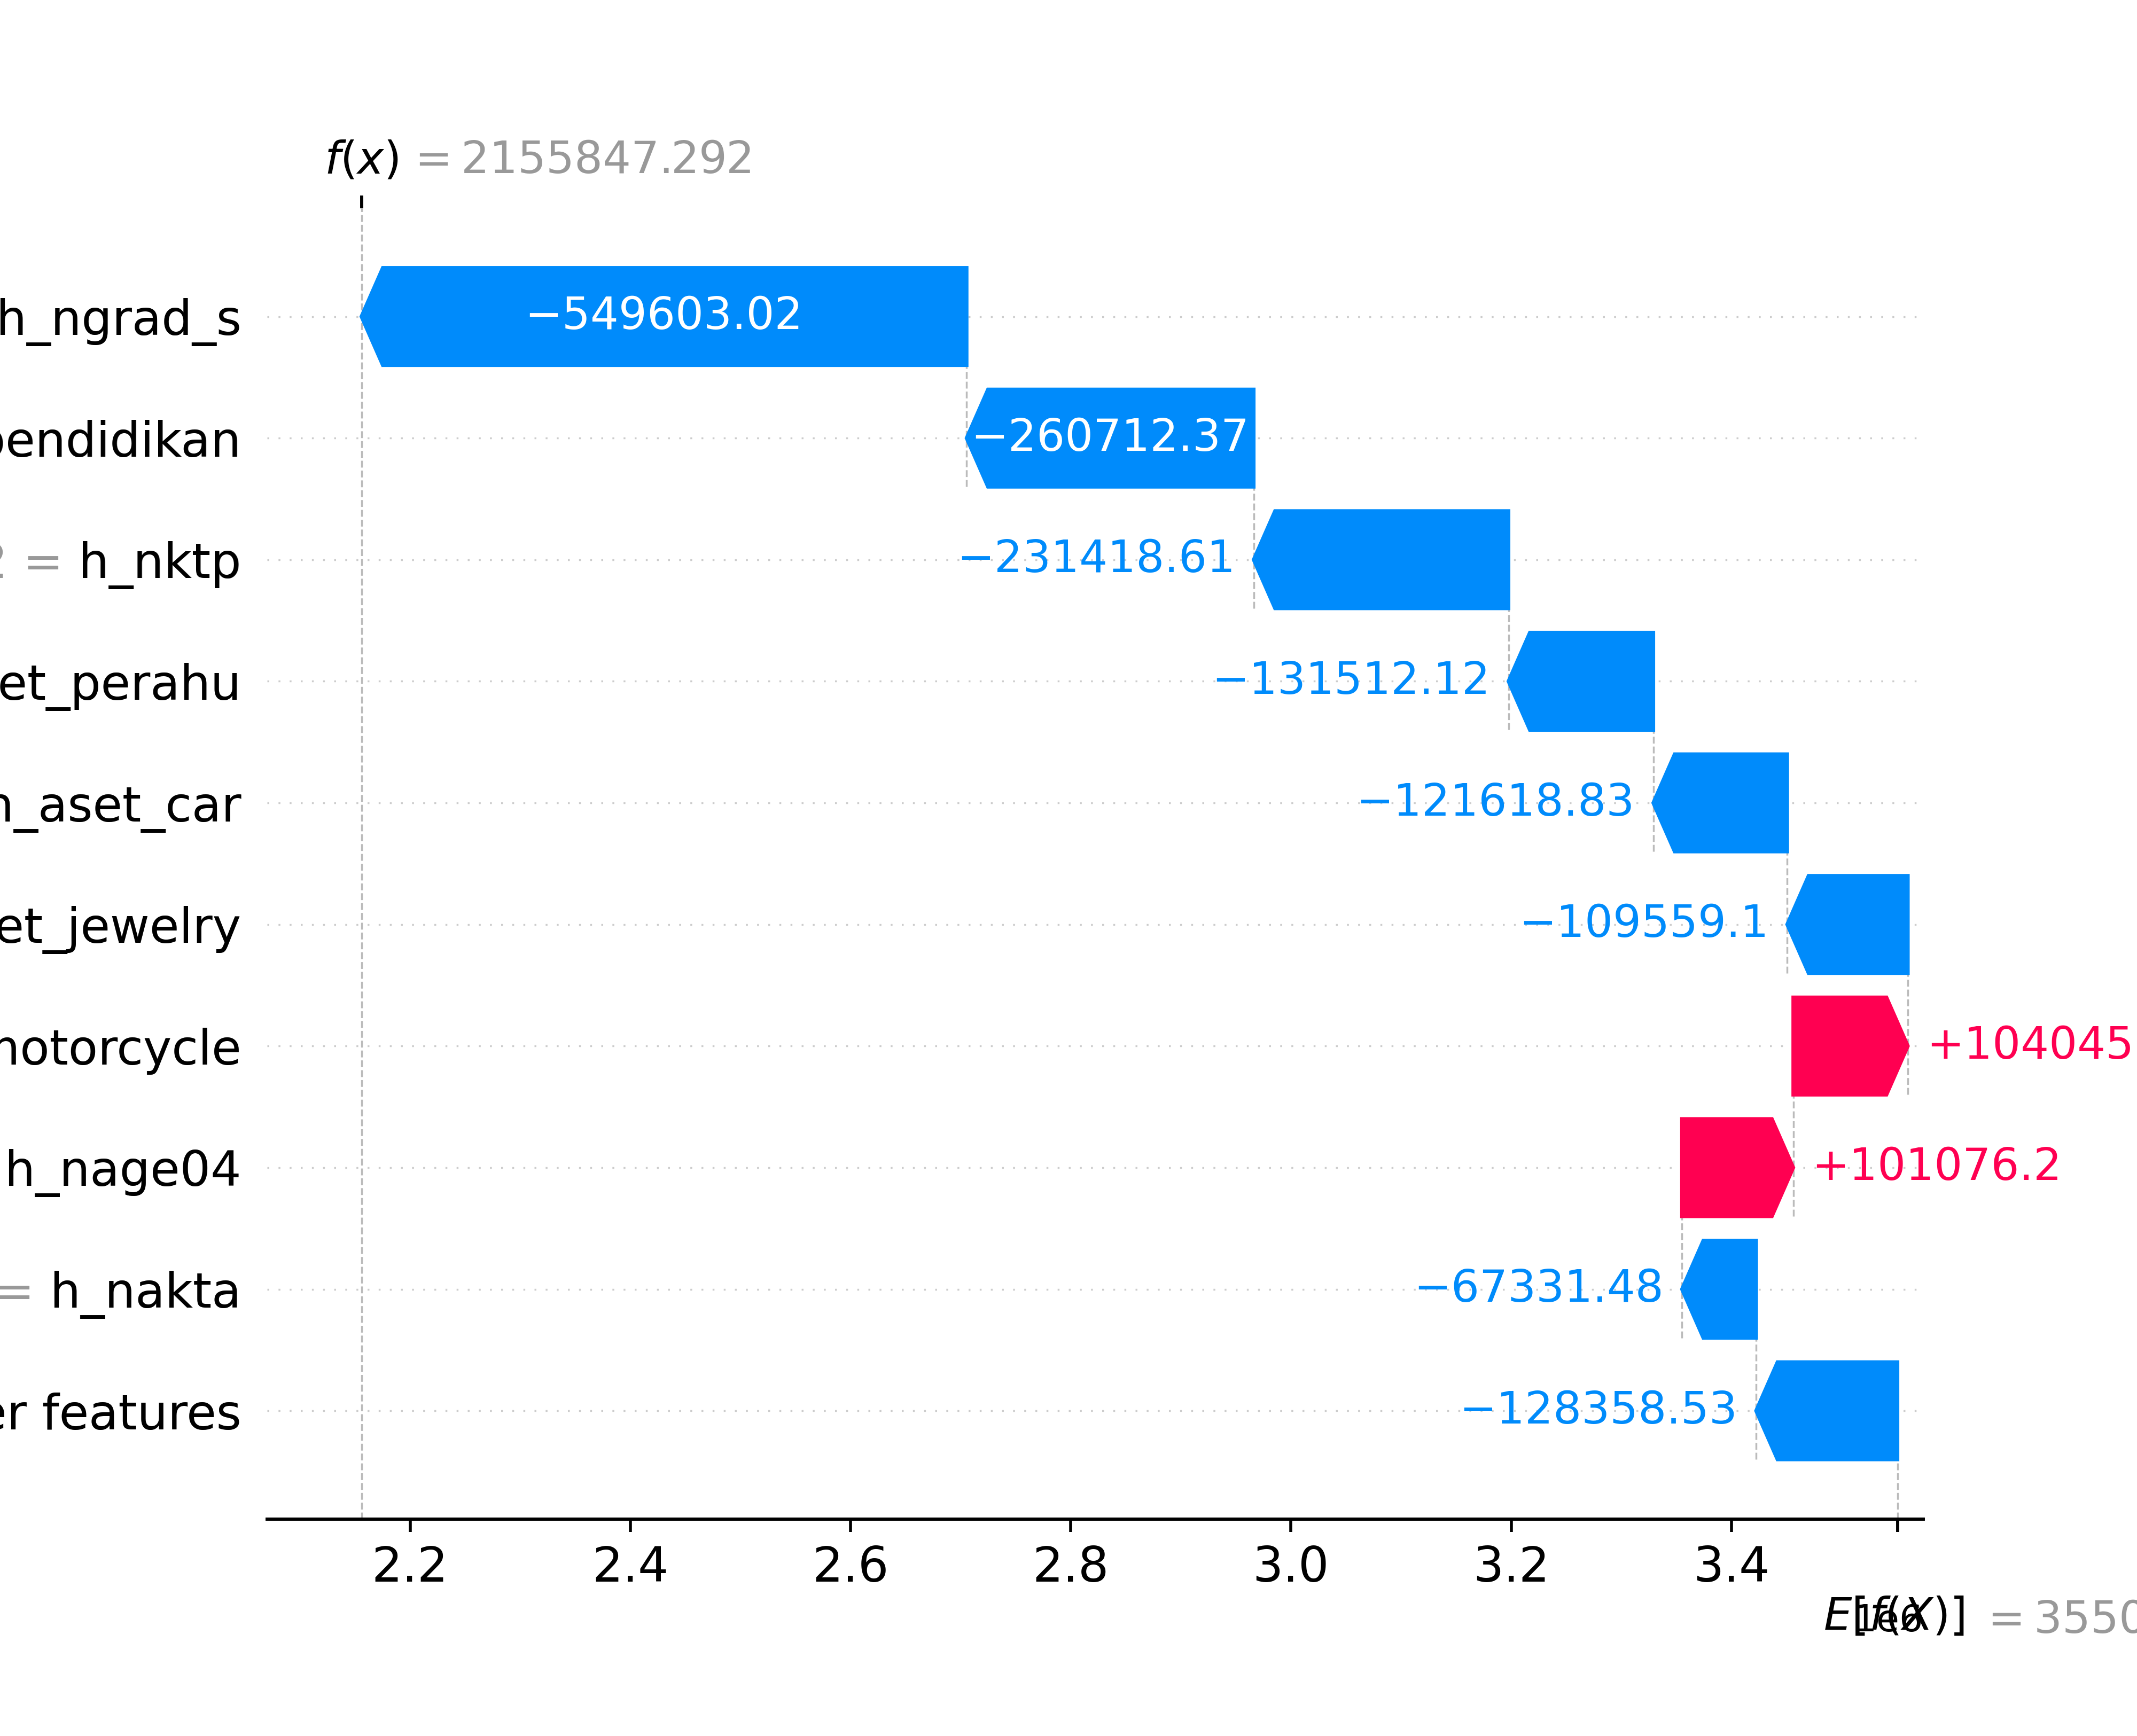 f(x) = 2155847.292
h_ngrad_s −549603.02
pendidikan −260712.37
= h_nktp −231418.61
et_perahu −131512.12
h_aset_car −121618.83
et_jewelry −109559.1
motorcycle +104045
h_nage04 +101076.2
= h_nakta −67331.48
er features −128358.53
2.2 2.4 2.6 2.8 3.0 3.2 3.4
E[f(X)] = 3550
1e6